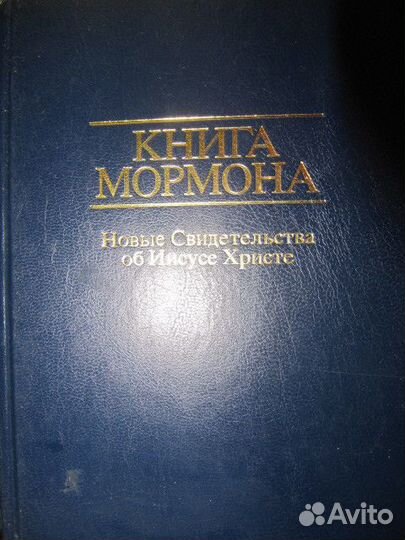 КНИГА
МОРМОНА
Новые Свидетельства
об Иисусе Христе
Avito